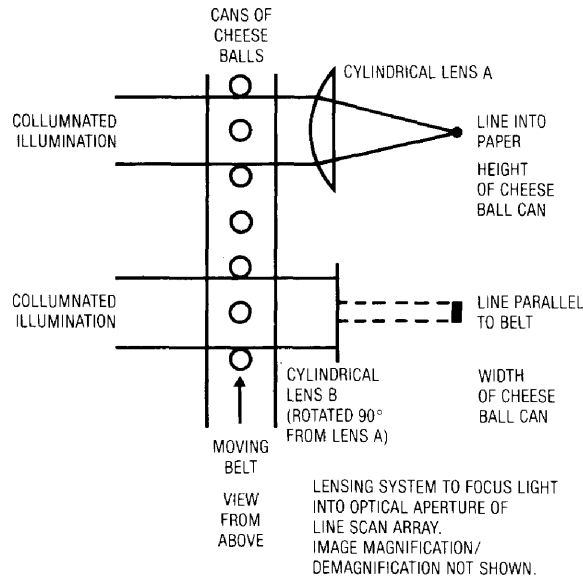 CANS OF
CHEESE
BALLS
CYLINDRICAL LENS A
COLLUMNATED
ILLUMINATION
LINE INTO
PAPER
HEIGHT
OF CHEESE
BALL CAN
COLLUMNATED
ILLUMINATION
LINE PARALLEL
TO BELT
CYLINDRICAL
LENS B
(ROTATED 90°
FROM LENS A)
WIDTH
OF CHEESE
BALL CAN
MOVING
BELT
VIEW
FROM
ABOVE
LENSING SYSTEM TO FOCUS LIGHT
INTO OPTICAL APERTURE OF
LINE SCAN ARRAY.
IMAGE MAGNIFICATION/
DEMAGNIFICATION NOT SHOWN.